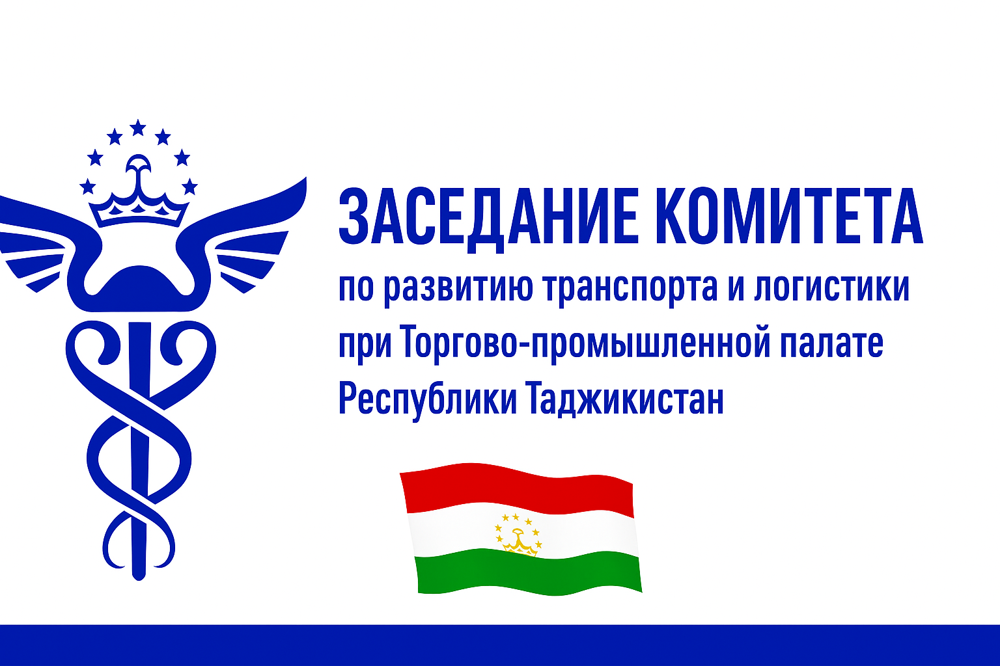 ЗАСЕДАНИЕ КОМИТЕТА
по развитию транспорта и логистики
при Торгово-промышленной палате
Республики Таджикистан